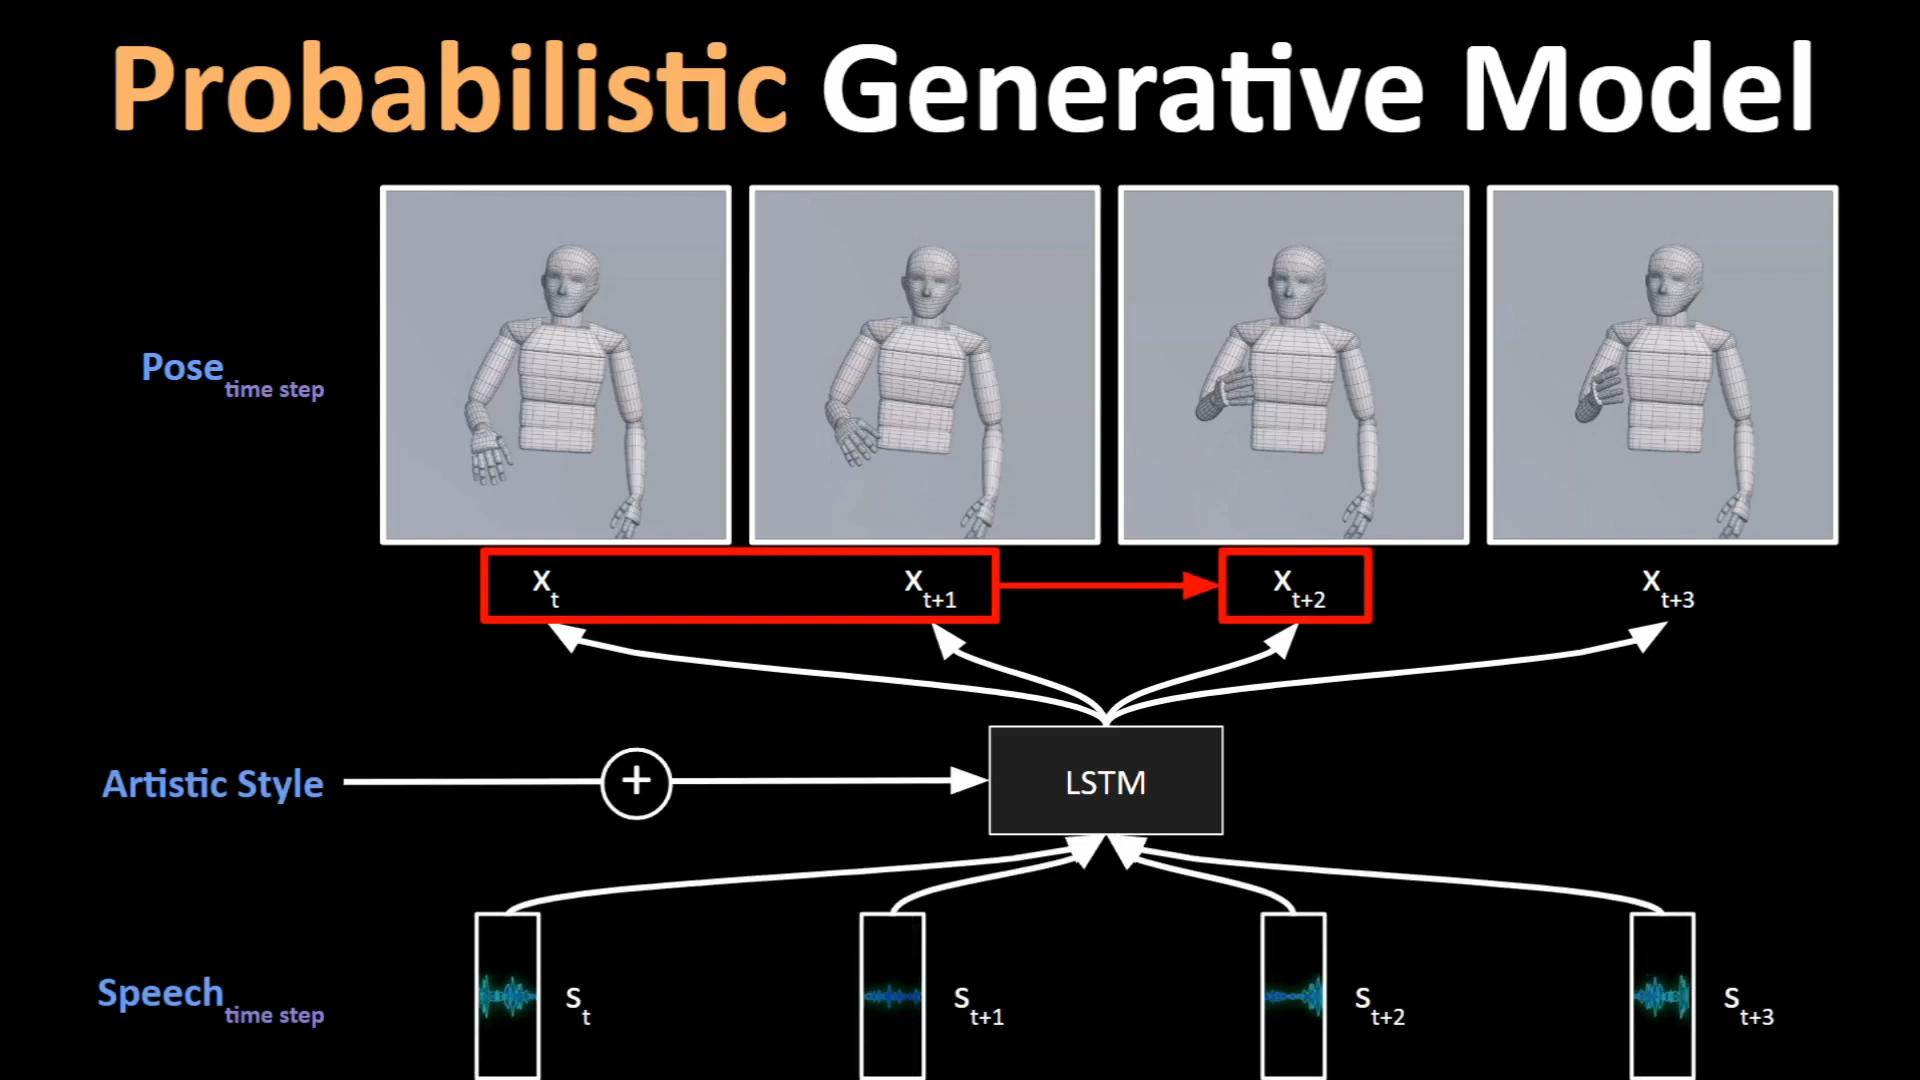 Probabilistic Generative Model
Pose time step
x t
x t+1
x t+2
x t+3
Artistic Style
+
LSTM
Speech time step
s t
s t+1
s t+2
s t+3